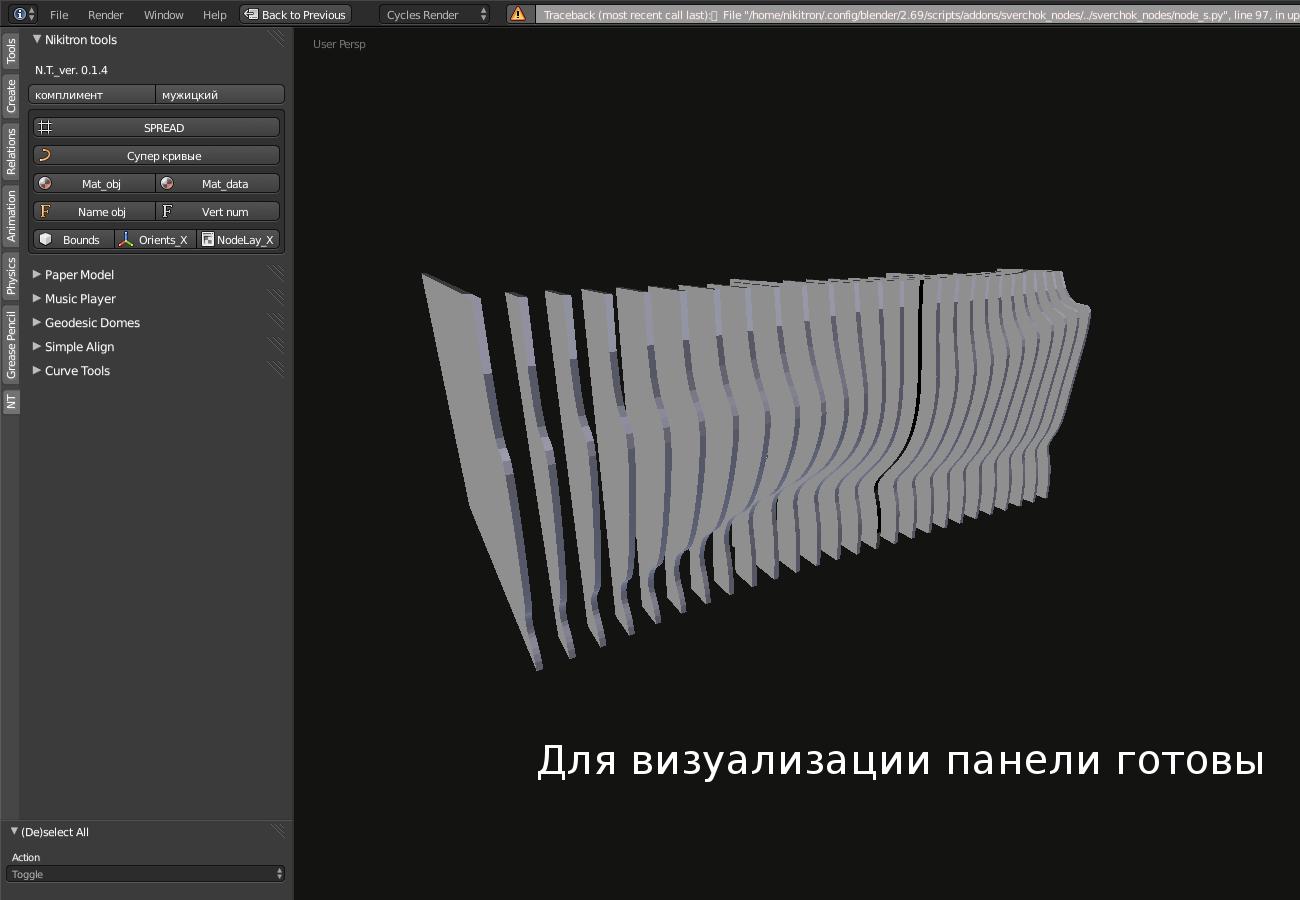 File Render Window Help Back to Previous Cycles Render Traceback (most recent call last): File "/home/nikitron/.config/blender/2.69/scripts/addons/sverchok_nodes/../sverchok_nodes/node_s.py", line 97, in up
Nikitron tools
User Persp
N.T._ver. 0.1.4
комплимент мужицкий
SPREAD
Супер кривые
Mat_obj Mat_data
Name obj Vert num
Bounds Orients_X NodeLay_X
Paper Model
Music Player
Geodesic Domes
Simple Align
Curve Tools
Tools
Create
Relations
Animation
Physics
Grease Pencil
NT
Для визуализации панели готовы
(De)select All
Action
Toggle